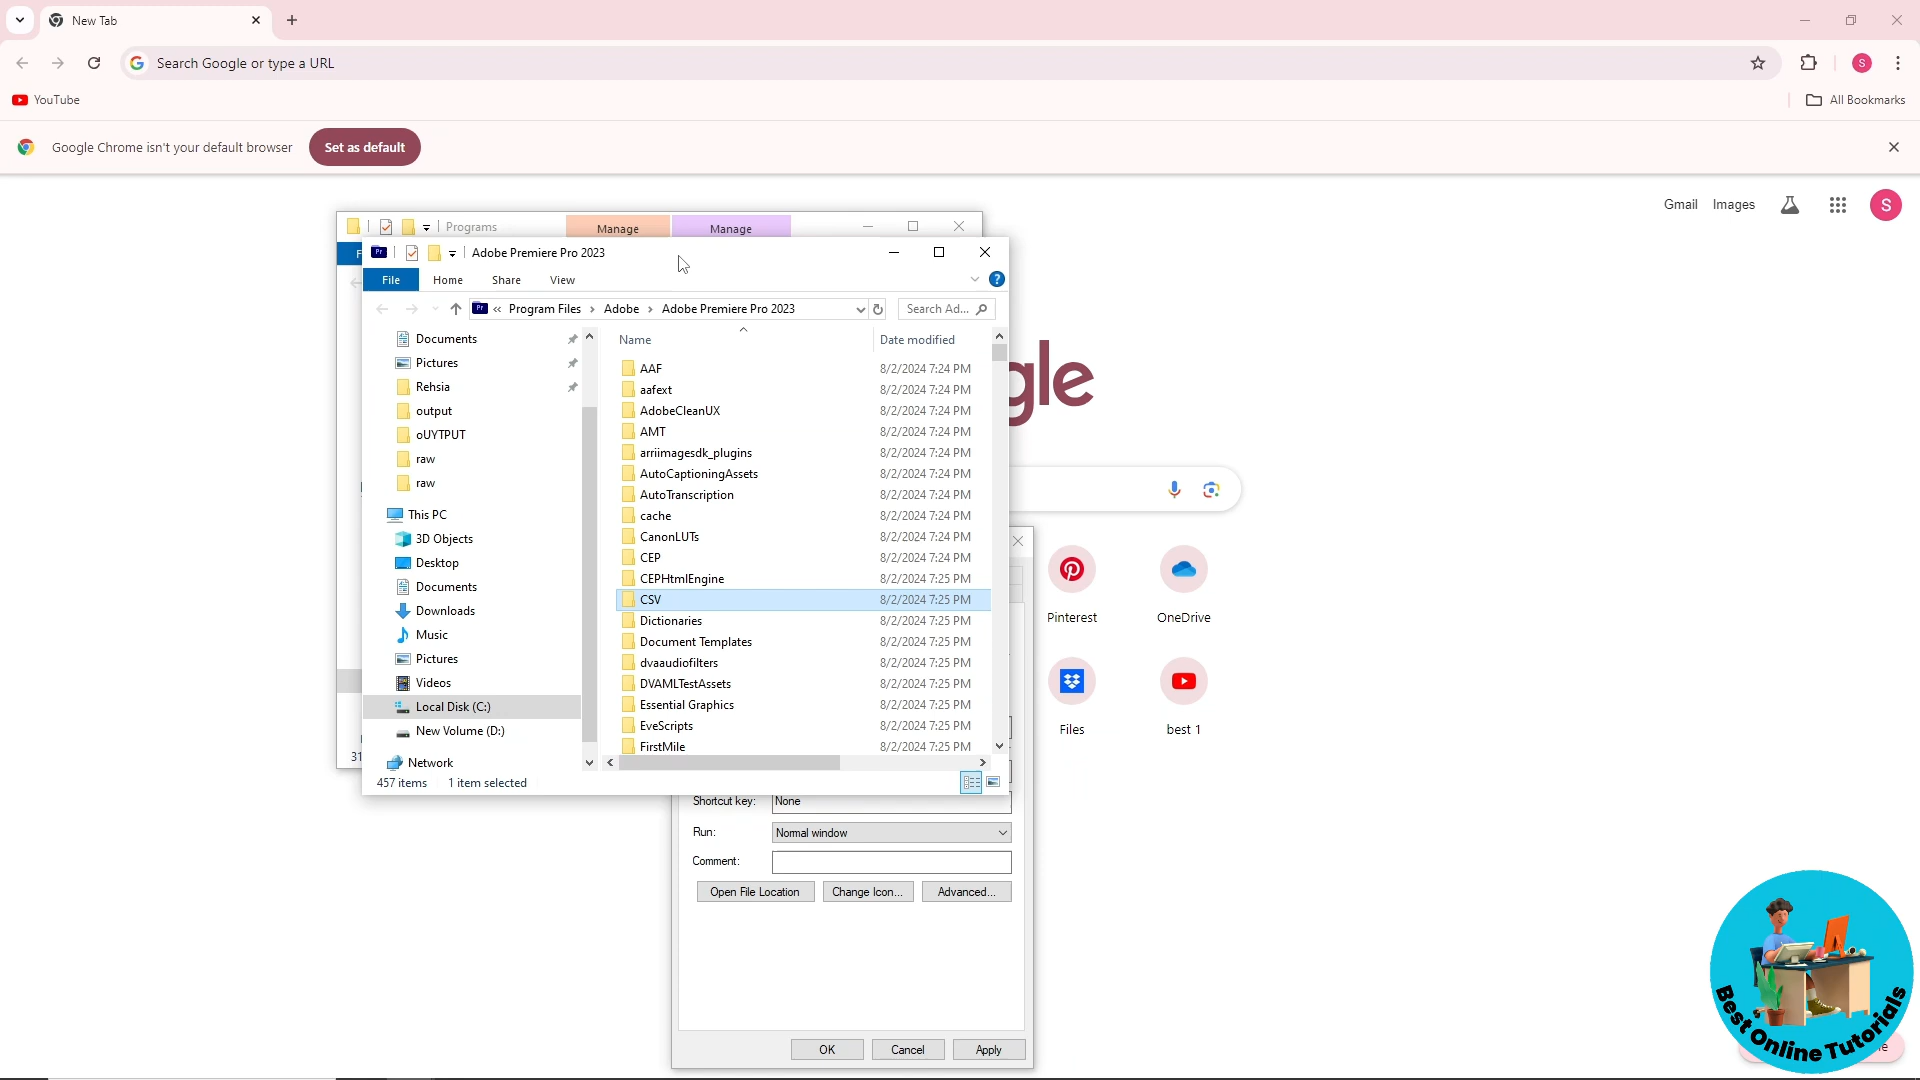 New Tab
Search Google or type a URL
S
YouTube
All Bookmarks
Google Chrome isn't your default browser
Set as default
Gmail
Images
S
Programs
Manage
Manage
Pr
Adobe Premiere Pro 2023
File
Home
Share
View
Pr « Program Files > Adobe > Adobe Premiere Pro 2023
Search Ad...
Name
Date modified
Documents
Pictures
Rehsia
output
oUYTPUT
raw
raw
This PC
3D Objects
Desktop
Documents
Downloads
Music
Pictures
Videos
Local Disk (C:)
New Volume (D:)
Network
AAF 8/2/2024 7:24 PM
aafext 8/2/2024 7:24 PM
AdobeCleanUX 8/2/2024 7:24 PM
AMT 8/2/2024 7:24 PM
arriimagesdk_plugins 8/2/2024 7:24 PM
AutoCaptioningAssets 8/2/2024 7:24 PM
AutoTranscription 8/2/2024 7:24 PM
cache 8/2/2024 7:24 PM
CanonLUTs 8/2/2024 7:24 PM
CEP 8/2/2024 7:24 PM
CEPHtmlEngine 8/2/2024 7:25 PM
CSV 8/2/2024 7:25 PM
Dictionaries 8/2/2024 7:25 PM
Document Templates 8/2/2024 7:25 PM
dvaaudiofilters 8/2/2024 7:25 PM
DVAMLTestAssets 8/2/2024 7:25 PM
Essential Graphics 8/2/2024 7:25 PM
EveScripts 8/2/2024 7:25 PM
FirstMile 8/2/2024 7:25 PM
457 items
1 item selected
31
gle
Pinterest
OneDrive
Files
best 1
Shortcut key: None
Run: Normal window
Comment:
Open File Location
Change Icon...
Advanced...
OK
Cancel
Apply
Best Online Tutorials